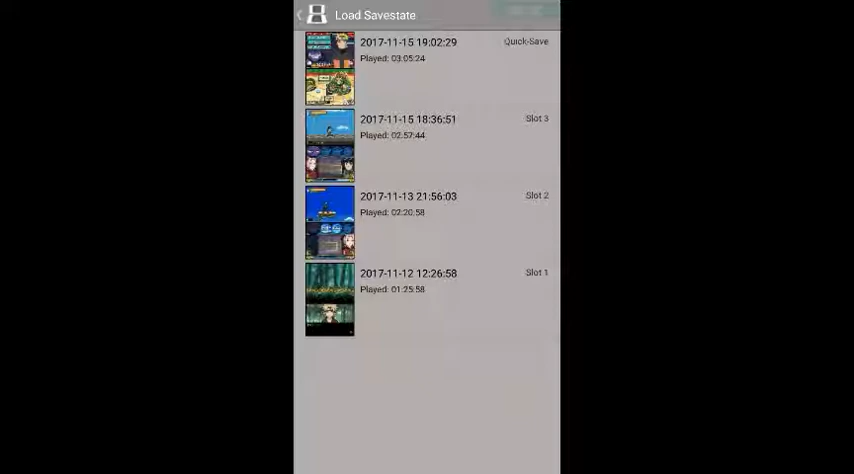 Load Savestate
2017-11-15 19:02:29
Quick-Save
Played: 03:05:24
2017-11-15 18:36:51
Slot 3
Played: 02:57:44
2017-11-13 21:56:03
Slot 2
Played: 02:20:58
2017-11-12 12:26:58
Slot 1
Played: 01:25:58